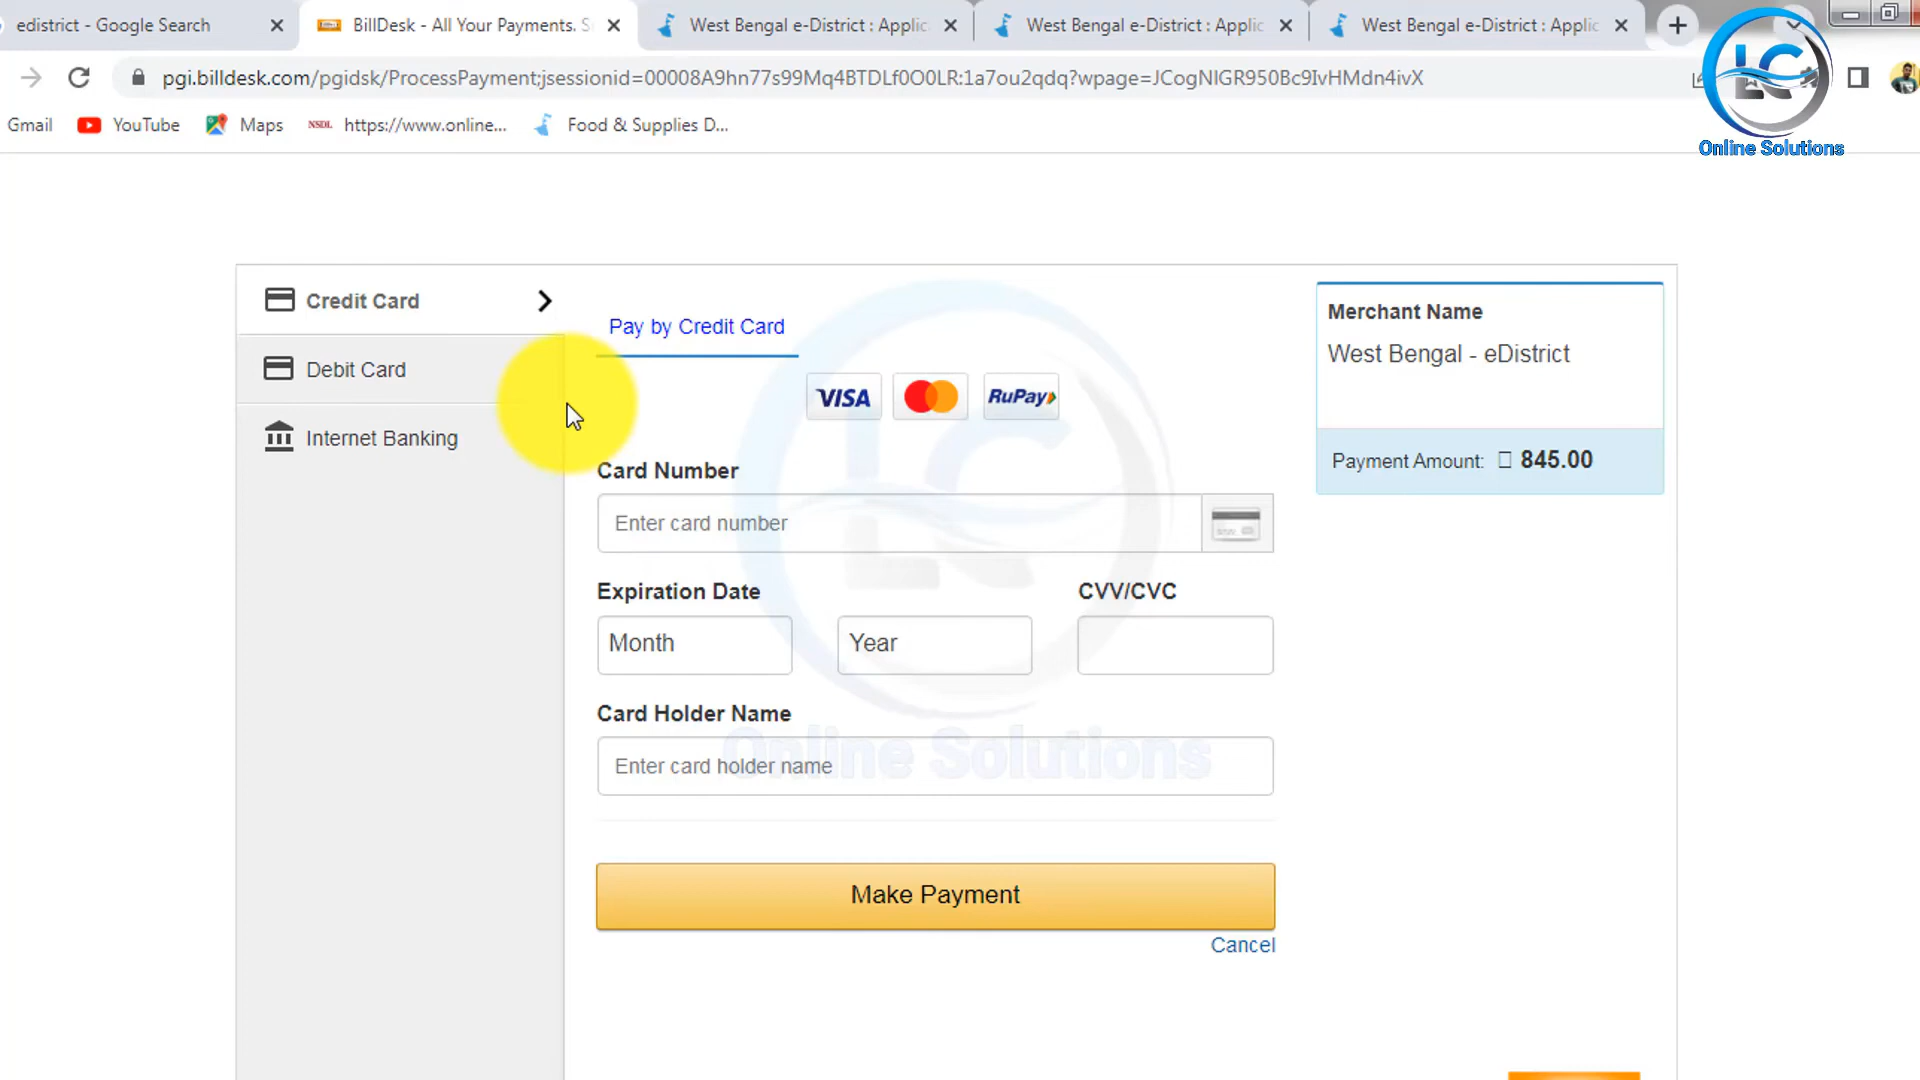 edistrict - Google Search
BillDesk - All Your Payments. S
West Bengal e-District : Applic
West Bengal e-District : Applic
West Bengal e-District : Applic
pgi.billdesk.com/pgidsk/ProcessPayment;jsessionid=00008A9hn77s99Mq4BTDLf0O0LR:1a7ou2qdq?wpage=JCogNIGR950Bc9IvHMdn4ivX
Gmail
YouTube
Maps
NSDL
https://www.online...
Food & Supplies D...
LC
Online Solutions
Credit Card
Debit Card
Internet Banking
Pay by Credit Card
VISA
RuPay
Card Number
Enter card number
Expiration Date
CVV/CVC
Month
Year
Card Holder Name
Enter card holder name
Online Solutions
Make Payment
Cancel
Merchant Name
West Bengal - eDistrict
Payment Amount: 845.00